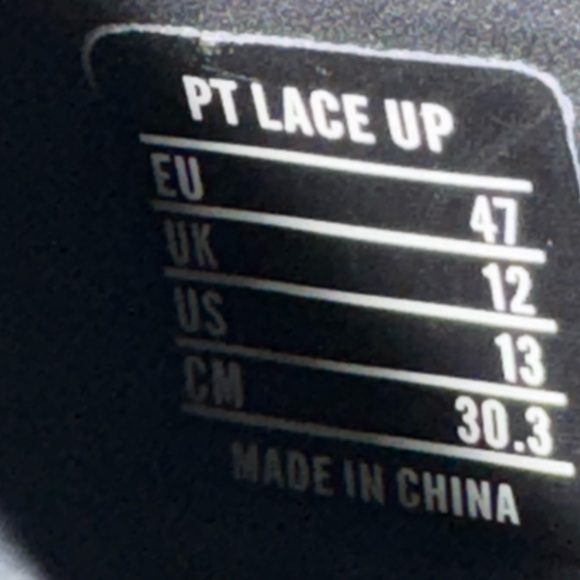 PT LACE UP
EU 47
UK 12
US 13
CM 30.3
MADE IN CHINA